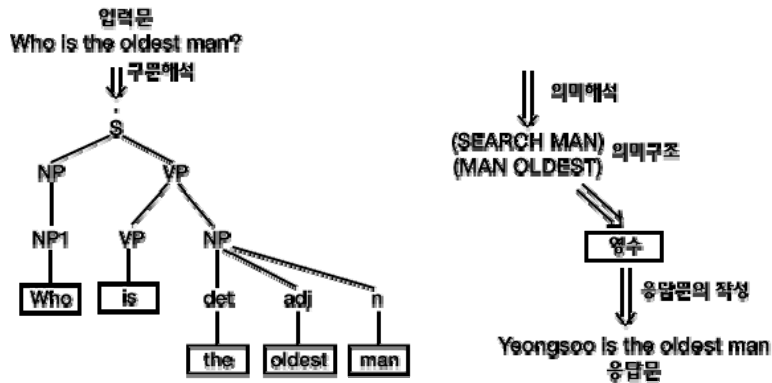 입력문
Who is the oldest man?
구문해석
S
NP VP
NP1 VP NP
Who is det adj n
the oldest man
의미해석
(SEARCH MAN)
(MAN OLDEST)
의미구조
영수
응답문의 작성
Yeongsoo is the oldest man
응답문